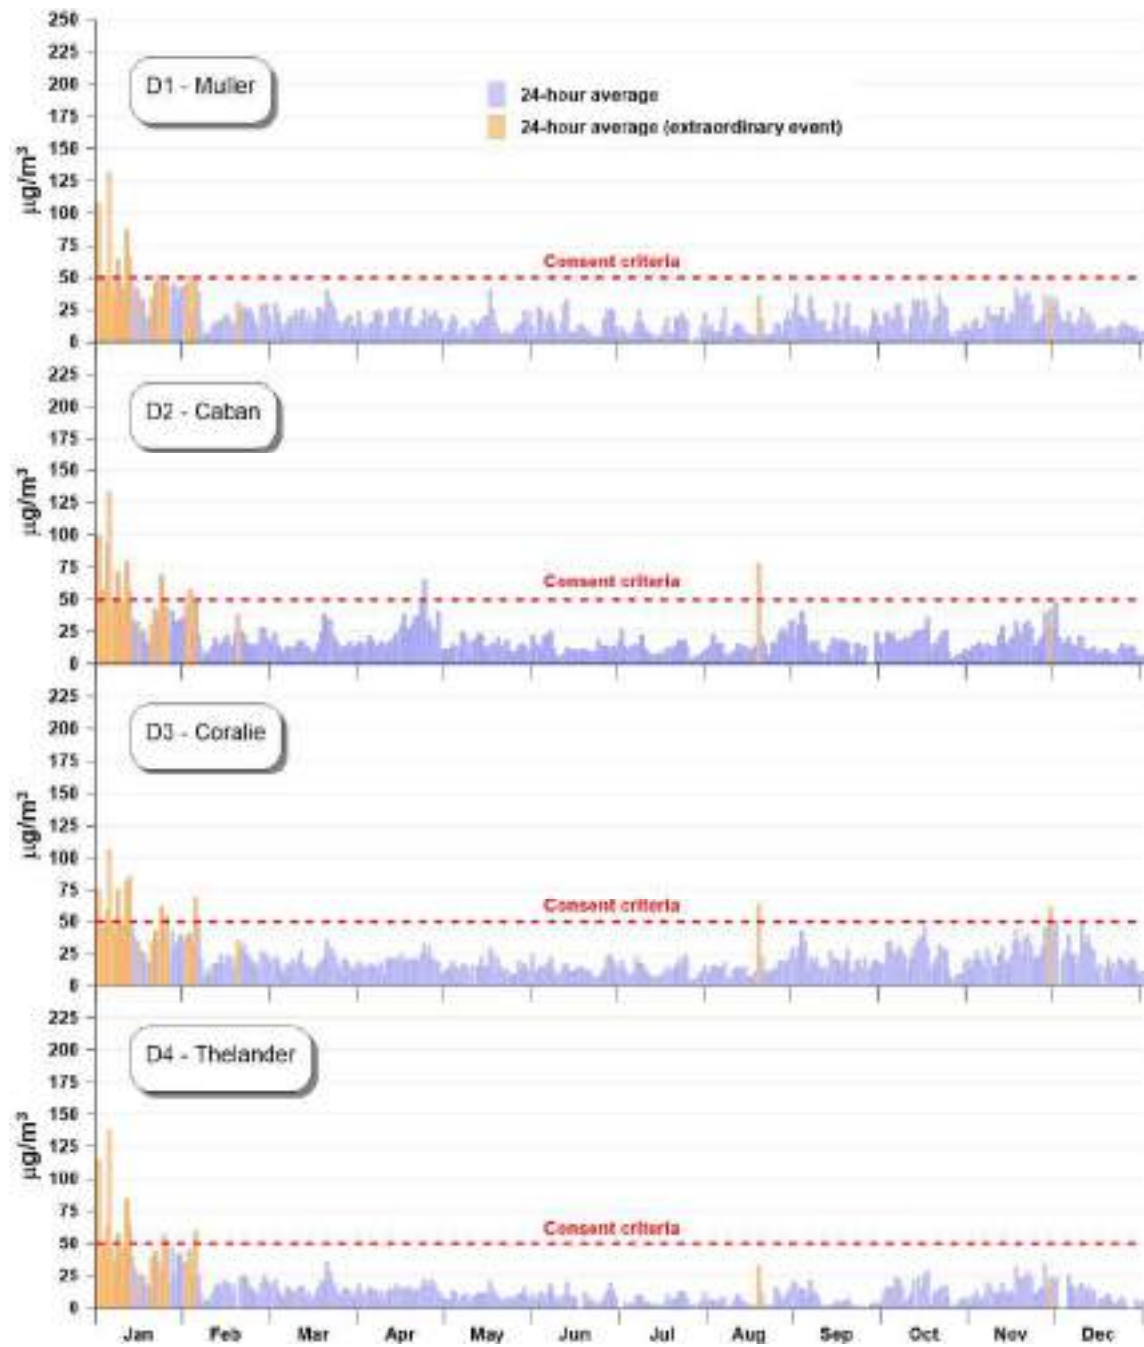 250
225
200
175
150
125
100
75
50
25
0
µg/m³
D1 - Muller
24-hour average
24-hour average (extraordinary event)
Consent criteria
225
200
175
150
125
100
75
50
25
0
µg/m³
D2 - Caban
Consent criteria
225
200
175
150
125
100
75
50
25
0
µg/m³
D3 - Coralie
Consent criteria
225
200
175
150
125
100
75
50
25
0
µg/m³
D4 - Thelander
Consent criteria
Jan Feb Mar Apr May Jun Jul Aug Sep Oct Nov Dec